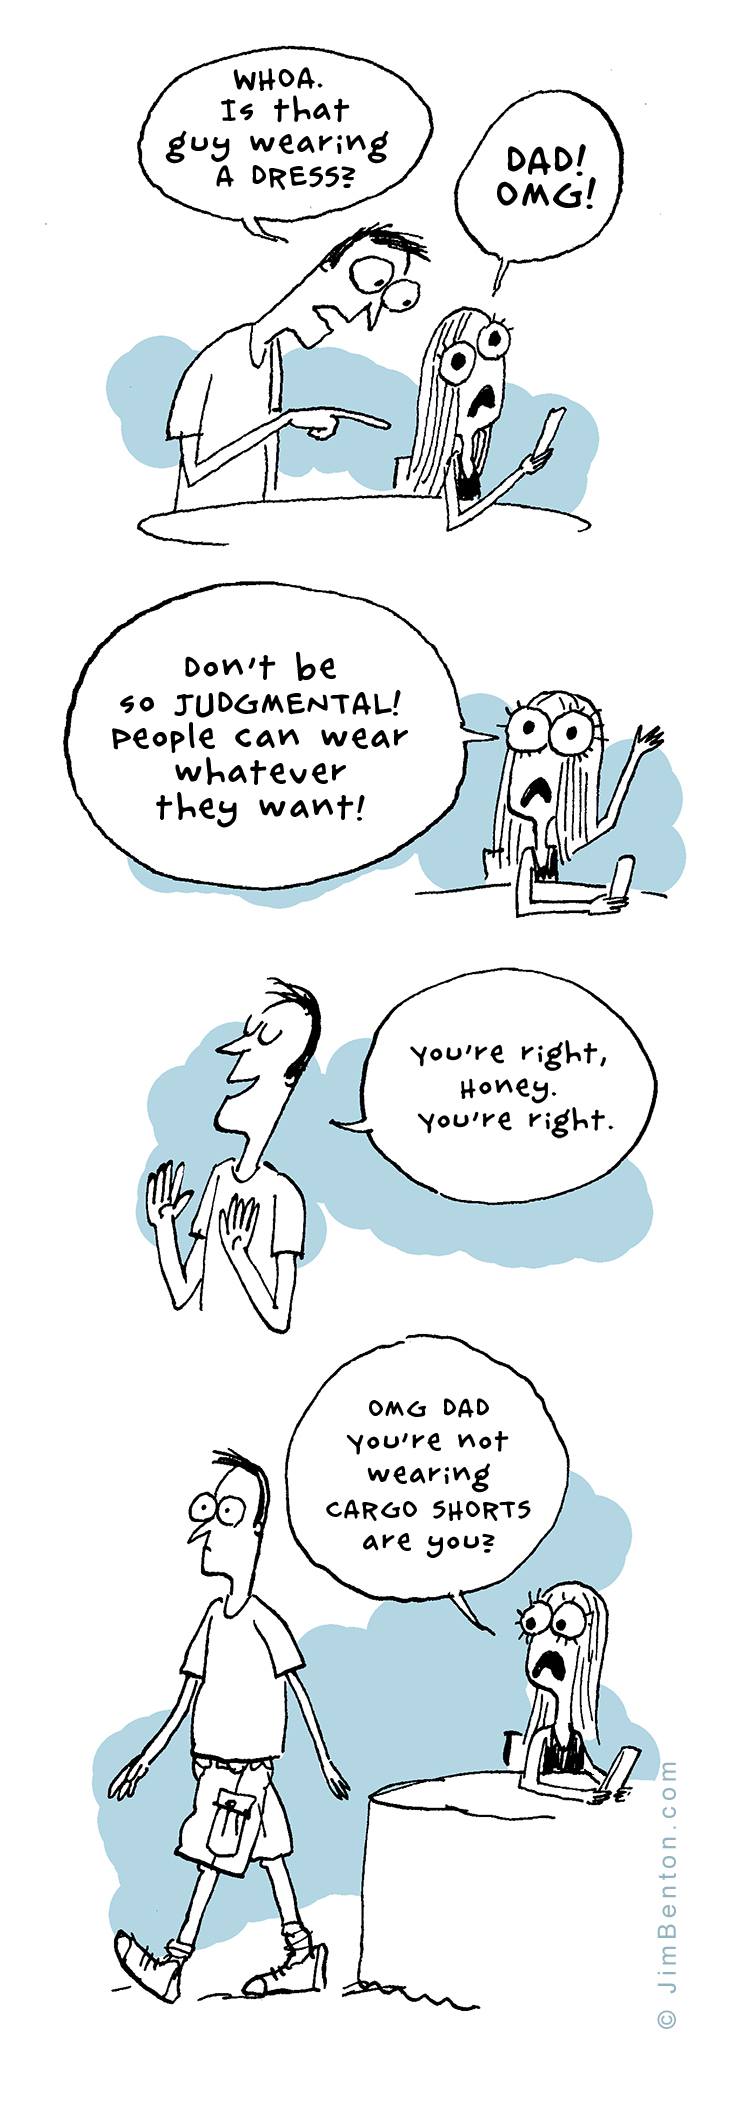 WHOA.
Is that
guy wearing
A DRESS?
DAD!
OMG!
Don't be
so JUDGMENTAL!
People can wear
whatever
they want!
You're right,
Honey.
You're right.
OMG DAD
You're not
wearing
CARGO SHORTS
are you?
© JimBenton.com